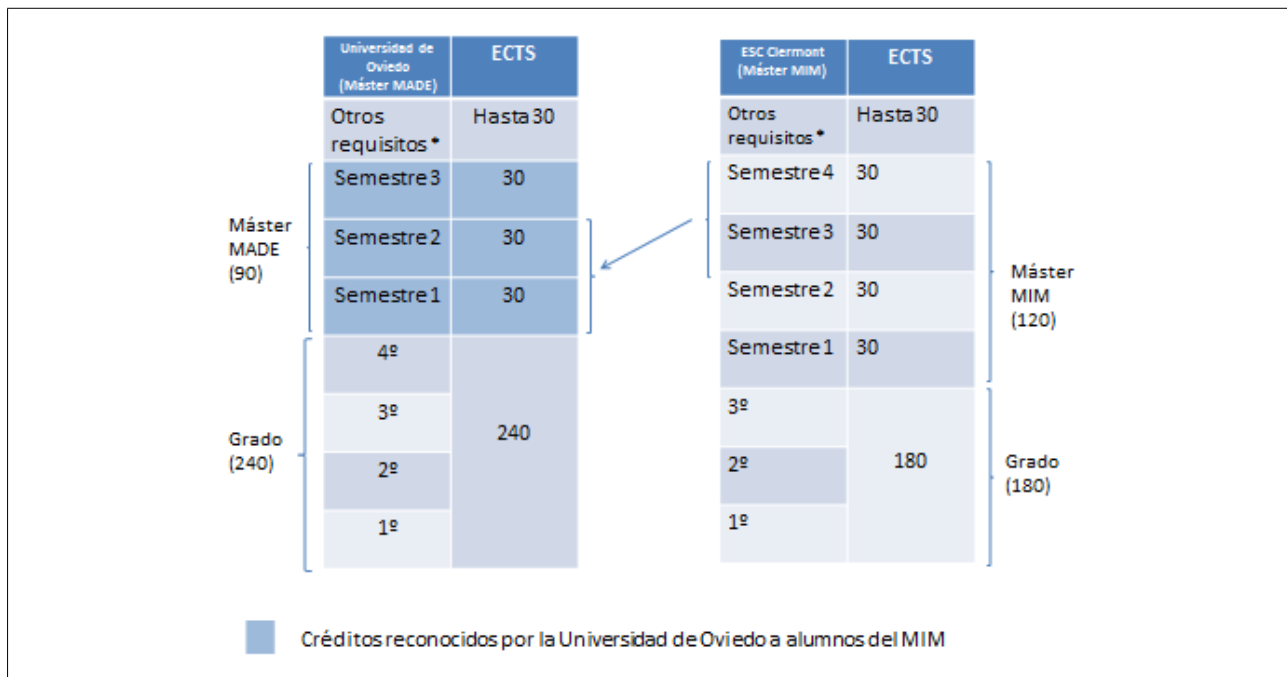 Universidad de
Oviedo
(Máster MADE)
ECTS
Otros
requisitos*
Hasta 30
Semestre 3
30
Semestre 2
30
Semestre 1
30
4º
3º
2º
1º
240
Máster
MADE
(90)
Grado
(240)
ESC Clermont
(Máster MIM)
ECTS
Otros
requisitos*
Hasta 30
Semestre 4
30
Semestre 3
30
Semestre 2
30
Semestre 1
30
3º
2º
1º
180
Máster
MIM
(120)
Grado
(180)
Créditos reconocidos por la Universidad de Oviedo a alumnos del MIM